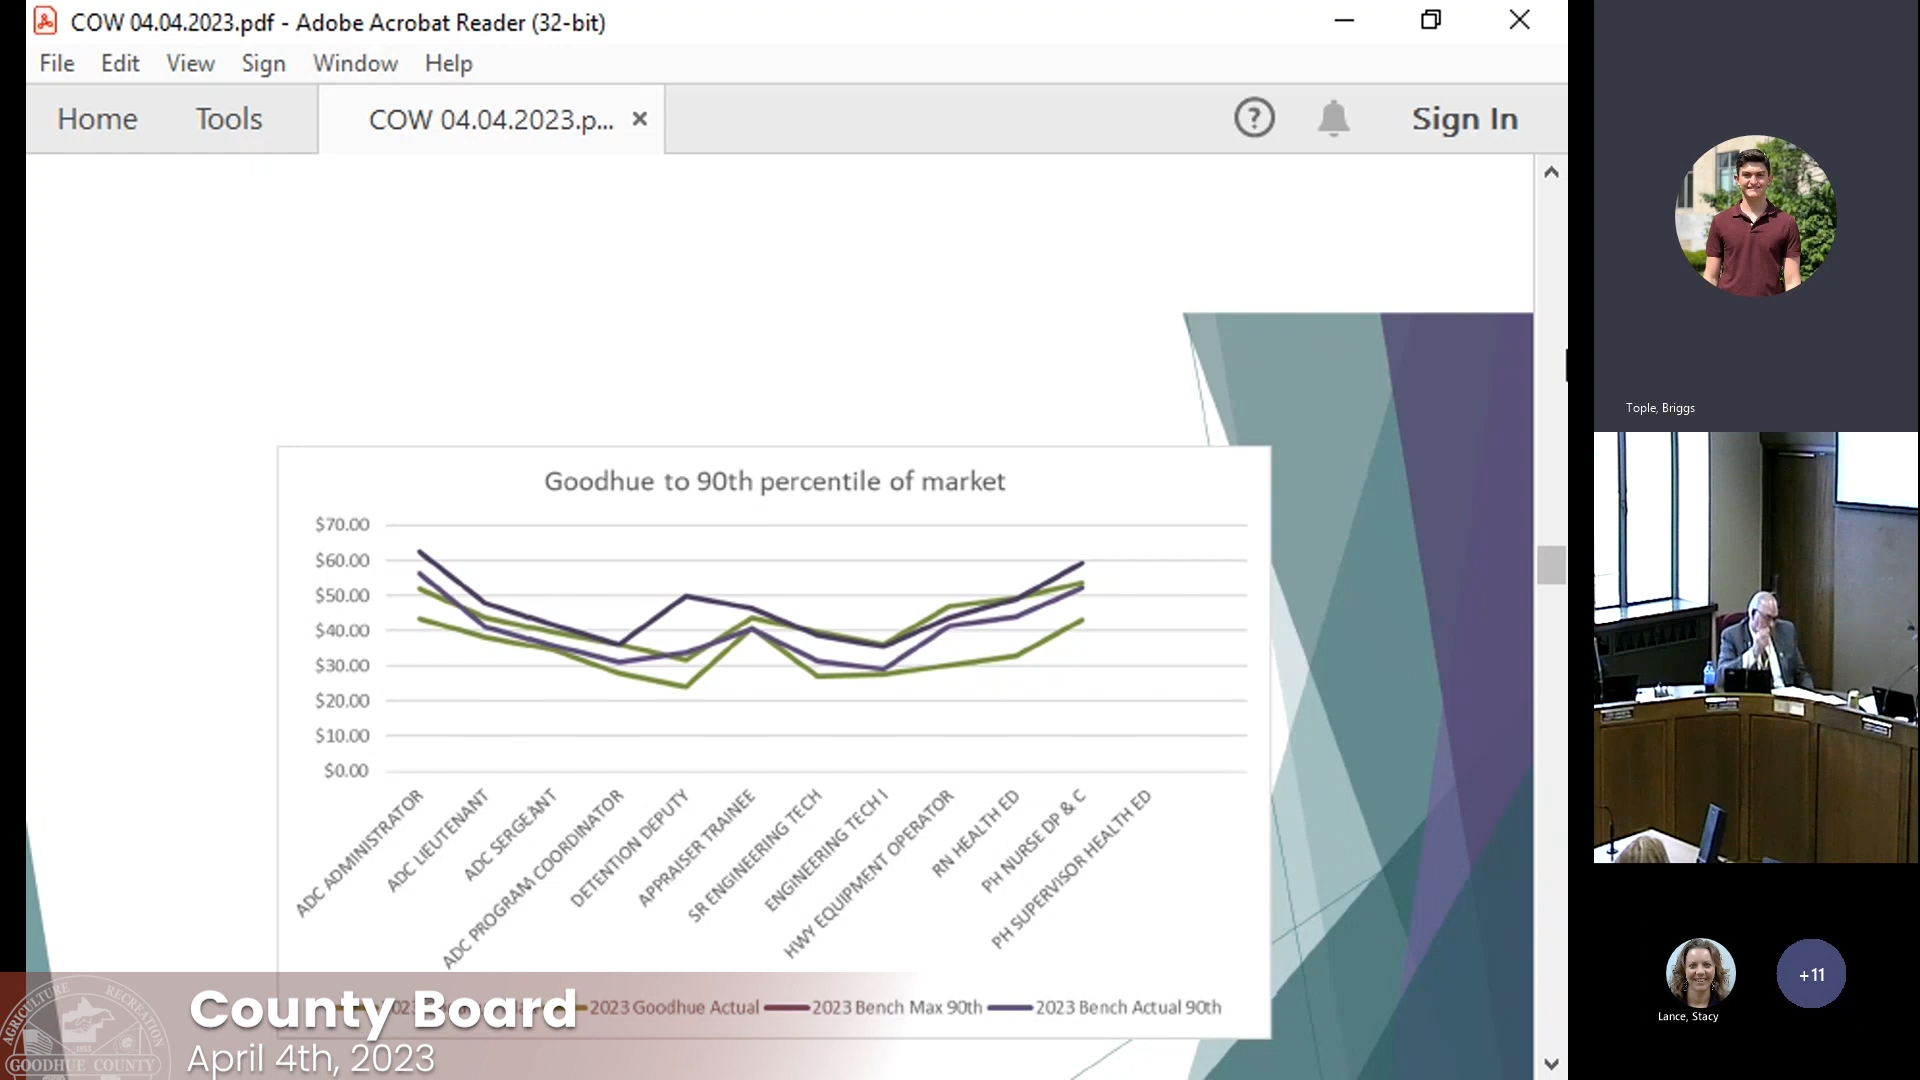 COW 04.04.2023.pdf - Adobe Acrobat Reader (32-bit)
File Edit View Sign Window Help
Home Tools COW 04.04.2023.p... × ? Sign In
Goodhue to 90th percentile of market
$70.00
$60.00
$50.00
$40.00
$30.00
$20.00
$10.00
$0.00
ADC ADMINISTRATOR
ADC LIEUTENANT
ADC SERGEANT
ADC PROGRAM COORDINATOR
DETENTION DEPUTY
APPRAISER TRAINEE
SR ENGINEERING TECH
ENGINEERING TECH I
HWY EQUIPMENT OPERATOR
RN HEALTH ED
PH NURSE DP & C
PH SUPERVISOR HEALTH ED
2023 Goodhue Actual 2023 Bench Max 90th 2023 Bench Actual 90th
County Board
April 4th, 2023
AGRICULTURE RECREATION
GOODHUE COUNTY
Tople, Briggs
Lance, Stacy
+11